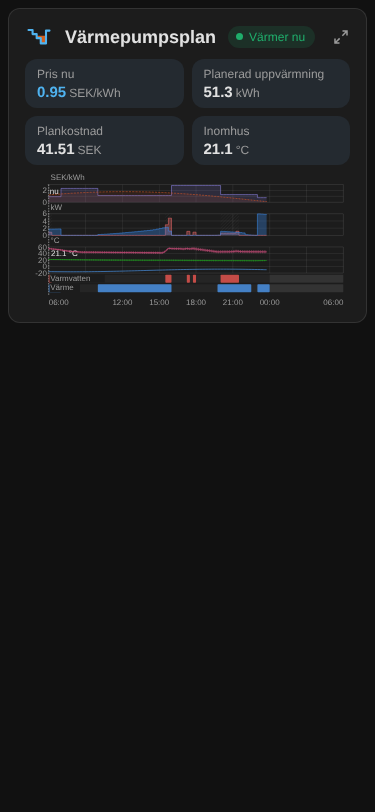 Värmepumpsplan
Värmer nu
Pris nu
0.95 SEK/kWh
Planerad uppvärmning
51.3 kWh
Plankostnad
41.51 SEK
Inomhus
21.1 °C
SEK/kWh
2
nu
0
kW
6
4
2
0
°C
60
40
21.1 °C
20
0
-20
Varmvatten
Värme
06:00 12:00 15:00 18:00 21:00 00:00 06:00